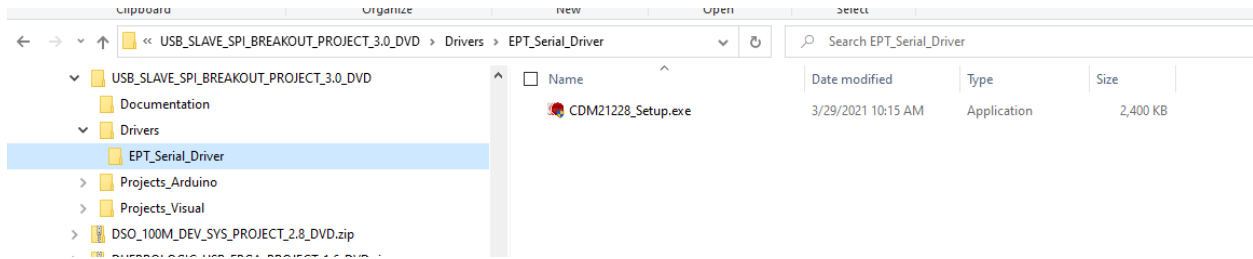 Clipboard Organize New Open Select
« USB_SLAVE_SPI_BREAKOUT_PROJECT_3.0_DVD > Drivers > EPT_Serial_Driver Search EPT_Serial_Driver
USB_SLAVE_SPI_BREAKOUT_PROJECT_3.0_DVD
Documentation
Drivers
EPT_Serial_Driver
Projects_Arduino
Projects_Visual
DSO_100M_DEV_SYS_PROJECT_2.8_DVD.zip
Name Date modified Type Size
CDM21228_Setup.exe 3/29/2021 10:15 AM Application 2,400 KB